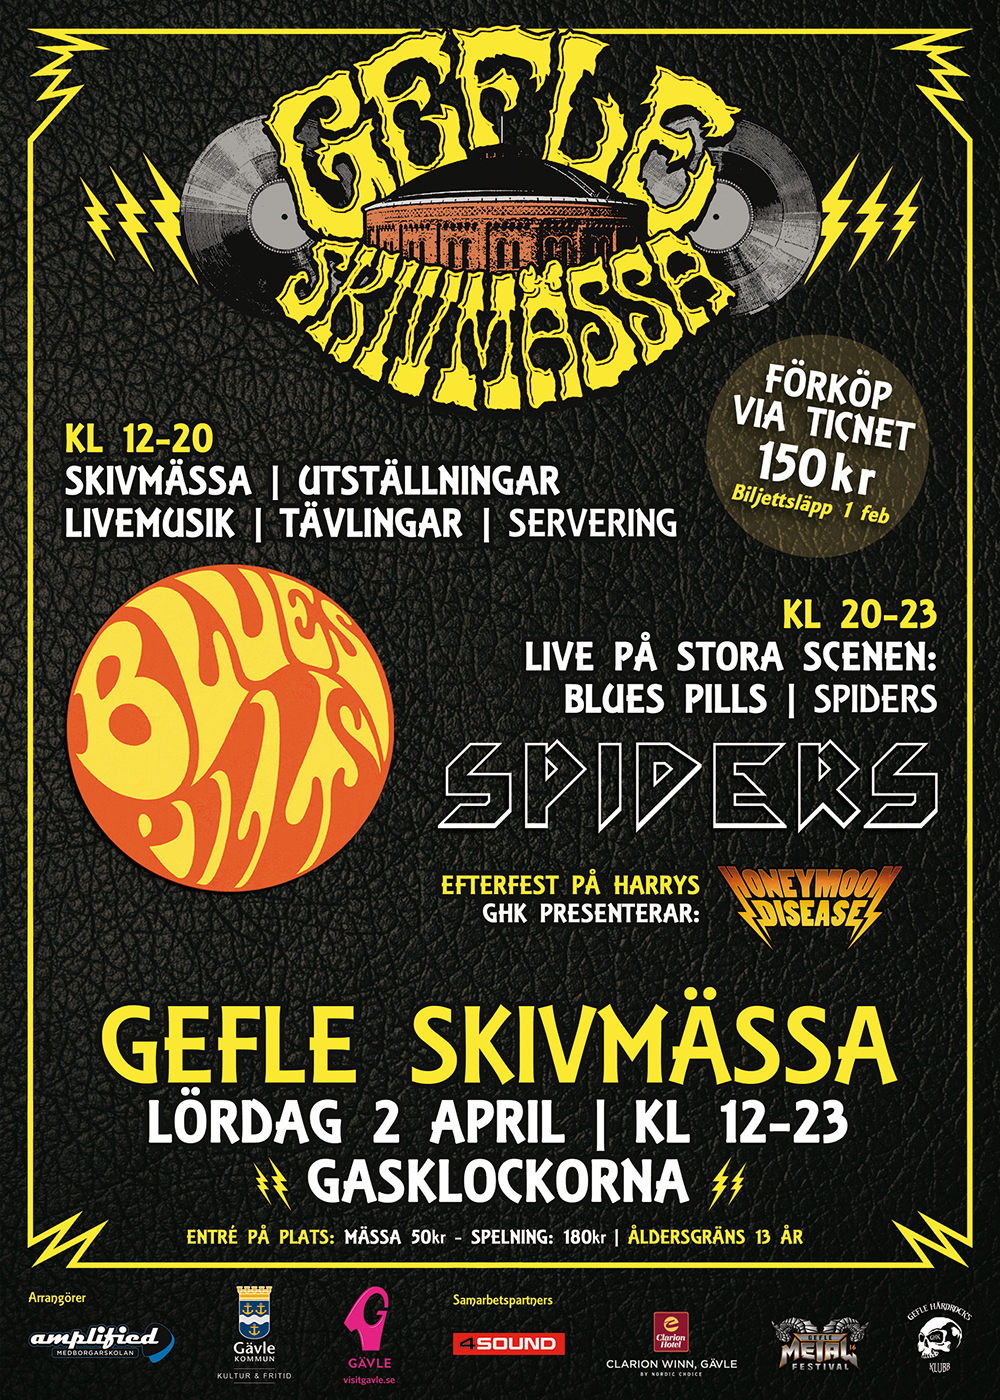 GEFLE
SKIVMÄSSA
FÖRKÖP
VIA TICNET
150kr
Biljettsläpp 1 feb
KL 12-20
SKIVMÄSSA | UTSTÄLLNINGAR
LIVEMUSIK | TÄVLINGAR | SERVERING
BLUES
PILLS
KL 20-23
LIVE PÅ STORA SCENEN:
BLUES PILLS | SPIDERS
SPIDERS
EFTERFEST PÅ HARRYS
GHK PRESENTERAR:
HONEYMOON
DISEASE
GEFLE SKIVMÄSSA
LÖRDAG 2 APRIL | KL 12-23
GASKLOCKORNA
ENTRÉ PÅ PLATS: MÄSSA 50kr - SPELNING: 180kr | ÅLDERSGRÄNS 13 ÅR
Arrangörer
amplified
MEDBORGARSKOLAN
Gävle
KOMMUN
KULTUR & FRITID
GÄVLE
visitgavle.se
Samarbetspartners
4SOUND
Clarion
Hotel
CLARION WINN, GÄVLE
BY NORDIC CHOICE
GEFLE
METAL 16
FESTIVAL
GEFLE HÅRDROCKS
GHK
KLUBB